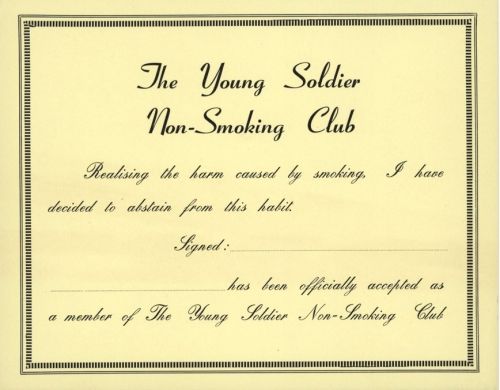 The Young Soldier
Non-Smoking Club
Realising the harm caused by smoking, I have
decided to abstain from this habit.
Signed:
has been officially accepted as
a member of The Young Soldier Non-Smoking Club